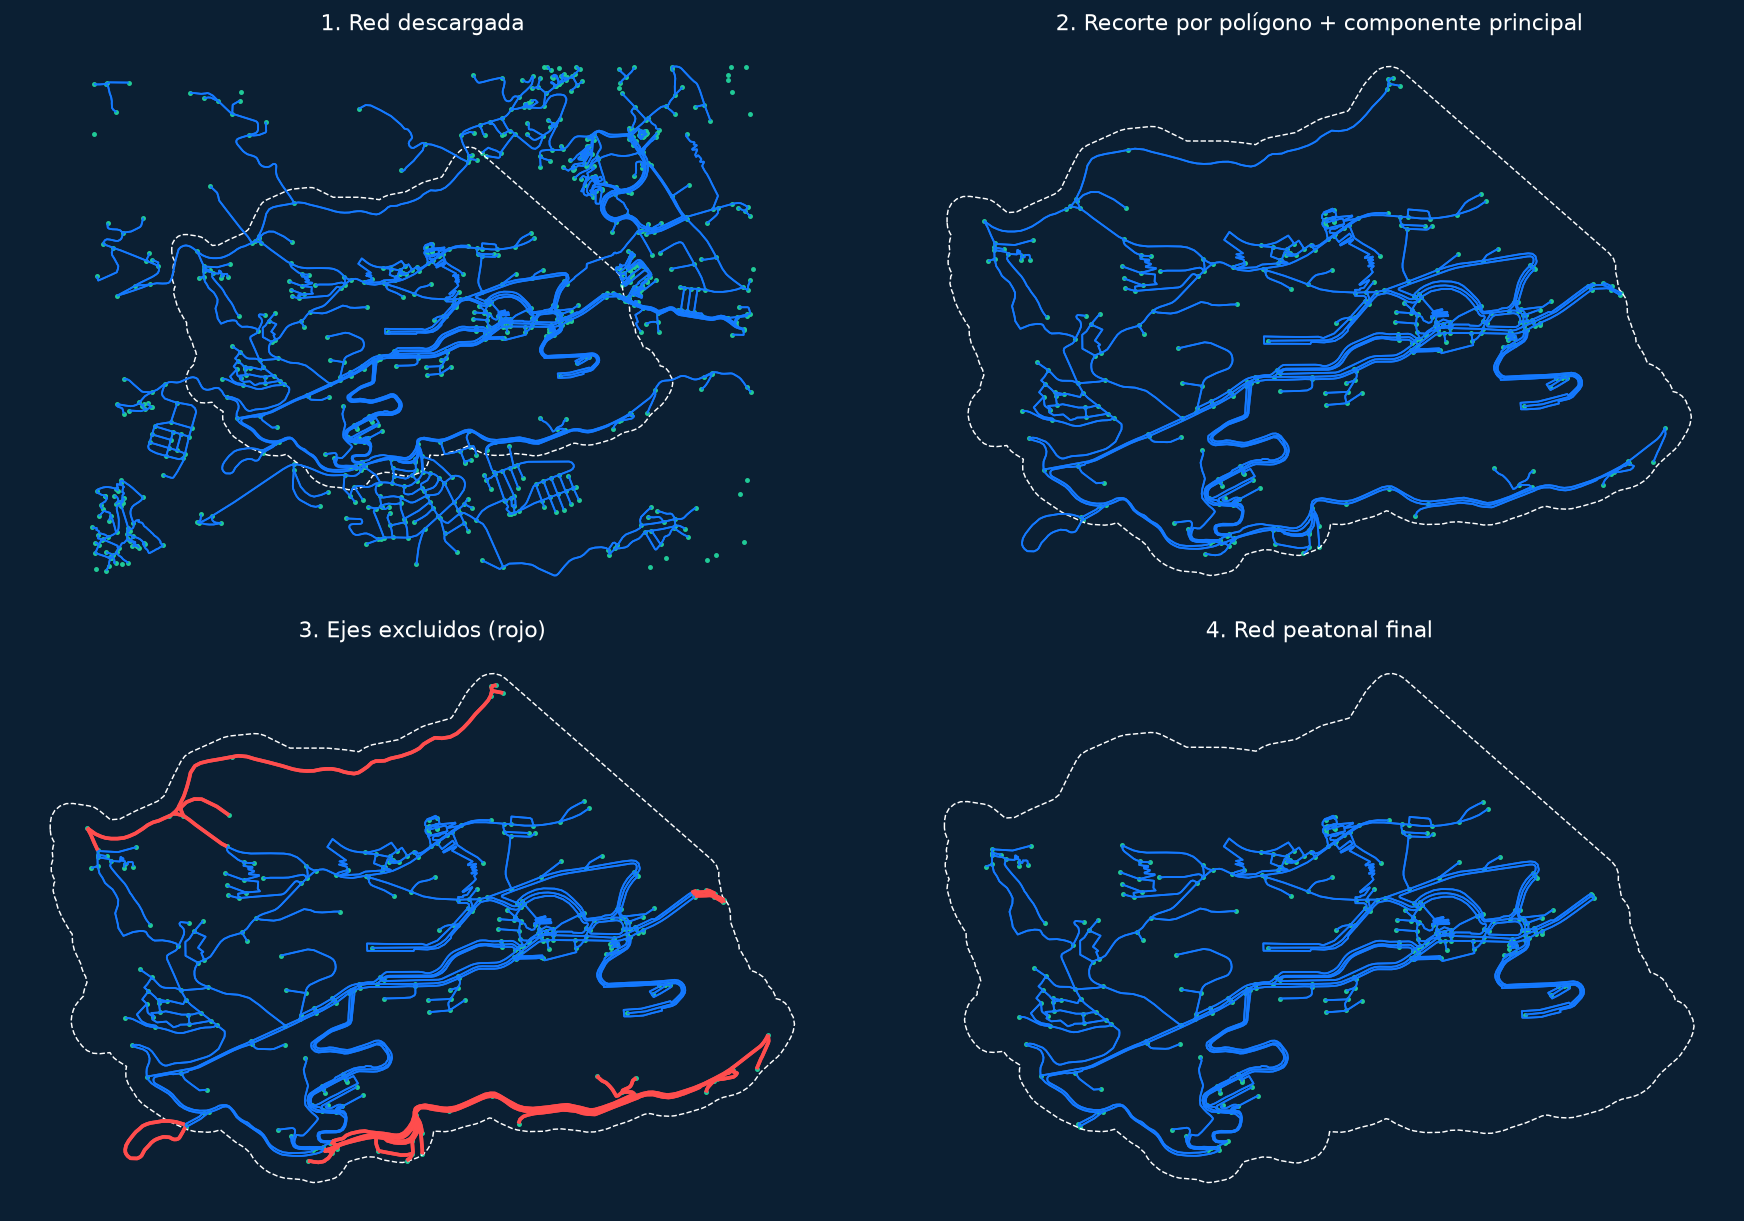 1. Red descargada
2. Recorte por polígono + componente principal
3. Ejes excluidos (rojo)
4. Red peatonal final